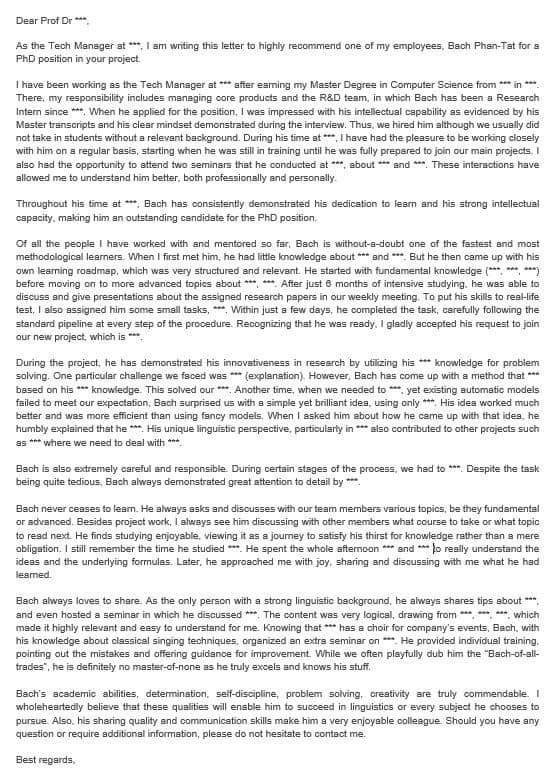 Dear Prof Dr ***,
As the Tech Manager at ***, I am writing this letter to highly recommend one of my employees, Bach Phan-Tat for a
PhD position in your project.
I have been working as the Tech Manager at *** after earning my Master Degree in Computer Science from *** in ***.
There, my responsibility includes managing core products and the R&D team, in which Bach has been a Research
Intern since ***. When he applied for the position, I was impressed with his intellectual capability as evidenced by his
Master transcripts and his clear mindset demonstrated during the interview. Thus, we hired him although we usually did
not take in students without a relevant background. During his time at ***, I have had the pleasure to be working closely
with him on a regular basis, starting when he was still in training until he was fully prepared to join our main projects. I
also had the opportunity to attend two seminars that he conducted at ***, about *** and ***. These interactions have
allowed me to understand him better, both professionally and personally.
Throughout his time at ***, Bach has consistently demonstrated his dedication to learn and his strong intellectual
capacity, making him an outstanding candidate for the PhD position.
Of all the people I have worked with and mentored so far, Bach is without-a-doubt one of the fastest and most
methodological learners. When I first met him, he had little knowledge about *** and ***. But he then came up with his
own learning roadmap, which was very structured and relevant. He started with fundamental knowledge (***, ***, ***)
before moving on to more advanced topics about ***, ***. After just 6 months of intensive studying, he was able to
discuss and give presentations about the assigned research papers in our weekly meeting. To put his skills to real-life
test, I also assigned him some small tasks, ***. Within just a few days, he completed the task, carefully following the
standard pipeline at every step of the procedure. Recognizing that he was ready, I gladly accepted his request to join
our new project, which is ***.
During the project, he has demonstrated his innovativeness in research by utilizing his *** knowledge for problem
solving. One particular challenge we faced was *** (explanation). However, Bach has come up with a method that ***
based on his *** knowledge. This solved our ***. Another time, when we needed to ***, yet existing automatic models
failed to meet our expectation, Bach surprised us with a simple yet brilliant idea, using only ***. His idea worked much
better and was more efficient than using fancy models. When I asked him about how he came up with that idea, he
humbly explained that he ***. His unique linguistic perspective, particularly in *** also contributed to other projects such
as *** where we need to deal with ***.
Bach is also extremely careful and responsible. During certain stages of the process, we had to ***. Despite the task
being quite tedious, Bach always demonstrated great attention to detail by ***.
Bach never ceases to learn. He always asks and discusses with our team members various topics, be they fundamental
or advanced. Besides project work, I always see him discussing with other members what course to take or what topic
to read next. He finds studying enjoyable, viewing it as a journey to satisfy his thirst for knowledge rather than a mere
obligation. I still remember the time he studied ***. He spent the whole afternoon *** and *** to really understand the
ideas and the underlying formulas. Later, he approached me with joy, sharing and discussing with me what he had
learned.
Bach always loves to share. As the only person with a strong linguistic background, he always shares tips about ***,
and even hosted a seminar in which he discussed ***. The content was very logical, drawing from ***, ***, ***, which
made it highly relevant and easy to understand for me. Knowing that *** has a choir for company's events, Bach, with
his knowledge about classical singing techniques, organized an extra seminar on ***. He provided individual training,
pointing out the mistakes and offering guidance for improvement. While we often playfully dub him the "Bach-of-all-
trades", he is definitely no master-of-none as he truly excels and knows his stuff.
Bach's academic abilities, determination, self-discipline, problem solving, creativity are truly commendable. I
wholeheartedly believe that these qualities will enable him to succeed in linguistics or every subject he chooses to
pursue. Also, his sharing quality and communication skills make him a very enjoyable colleague. Should you have any
question or require additional information, please do not hesitate to contact me.
Best regards,